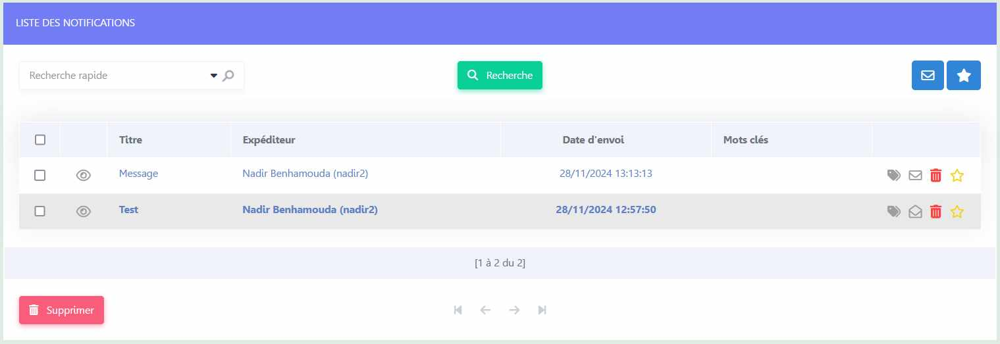 LISTE DES NOTIFICATIONS
Recherche rapide
Recherche
Titre Expéditeur Date d'envoi Mots clés
Message Nadir Benhamouda (nadir2) 28/11/2024 13:13:13
Test Nadir Benhamouda (nadir2) 28/11/2024 12:57:50
[1 à 2 du 2]
Supprimer